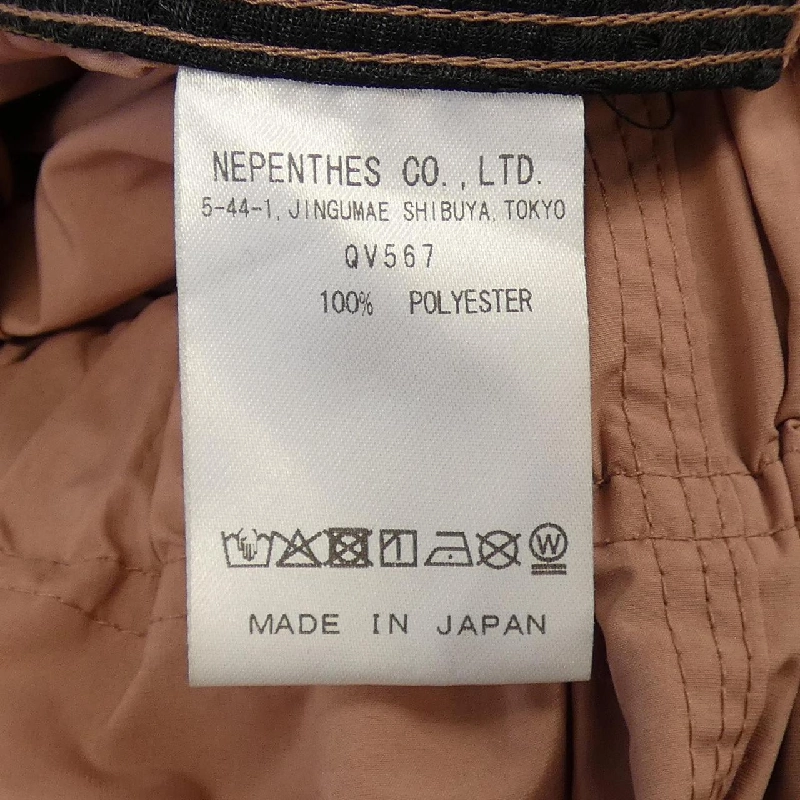 NEPENTHES CO.,LTD.
5-44-1, JINGUMAE SHIBUYA, TOKYO
QV567
100% POLYESTER
W
MADE IN JAPAN